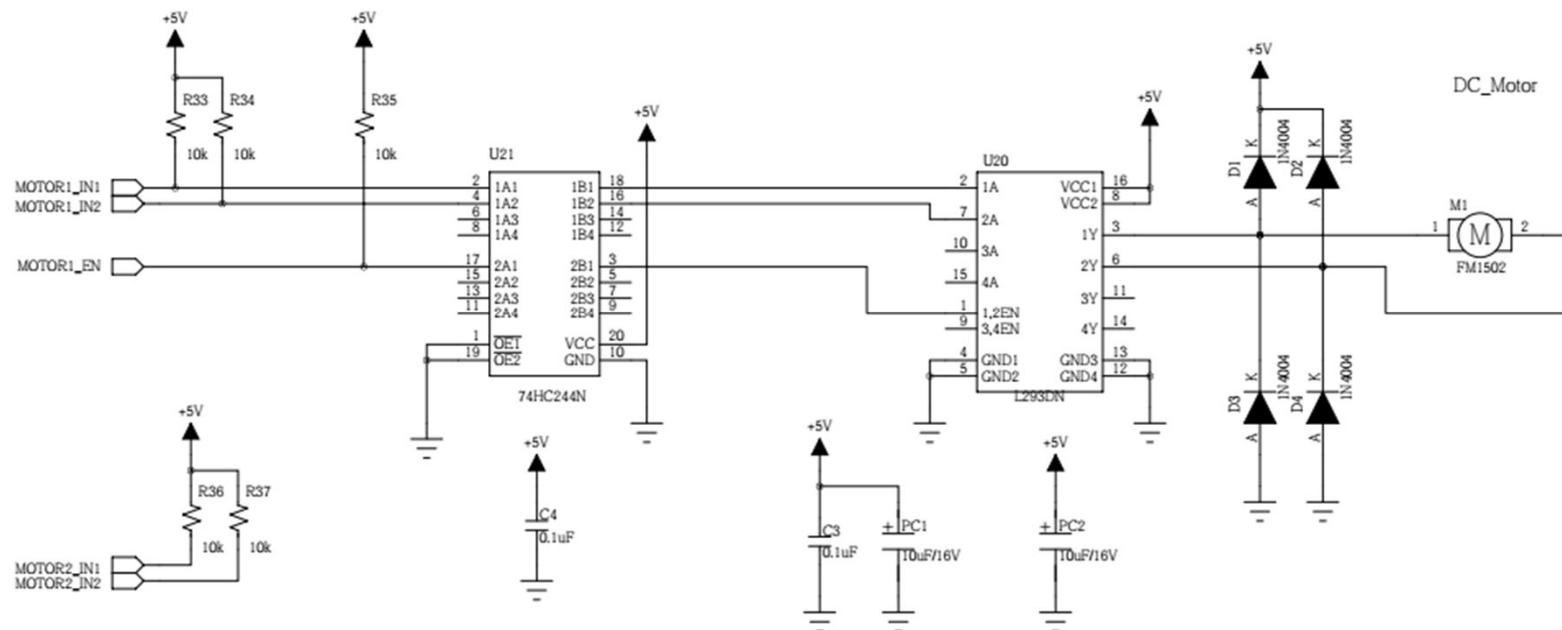 +5V
+5V
R33
R34
10k
10k
R35
10k
MOTOR1_IN1
MOTOR1_IN2
MOTOR1_EN
U21
2 1A1 1B1 18
4 1A2 1B2 16
6 1A3 1B3 14
8 1A4 1B4 12
17 2A1 2B1 3
15 2A2 2B2 5
13 2A3 2B3 7
11 2A4 2B4 9
1 OE1 VCC 20
19 OE2 GND 10
74HC244N
+5V
U20
2 1A VCC1 16
VCC2 8
7 2A
1Y 3
10 3A
2Y 6
15 4A
3Y 11
1 1,2EN
9 3,4EN 4Y 14
4 GND1 GND3 13
5 GND2 GND4 12
L293DN
+5V
+5V
DC_Motor
D1 K A 1N4004
D2 K A 1N4004
M1
1 M 2
FM1502
D3 K A 1N4004
D4 K A 1N4004
+5V
R36
R37
10k
10k
MOTOR2_IN1
MOTOR2_IN2
+5V
C4
0.1uF
+5V
C3
0.1uF
+ PC1
10uF/16V
+5V
+ PC2
10uF/16V